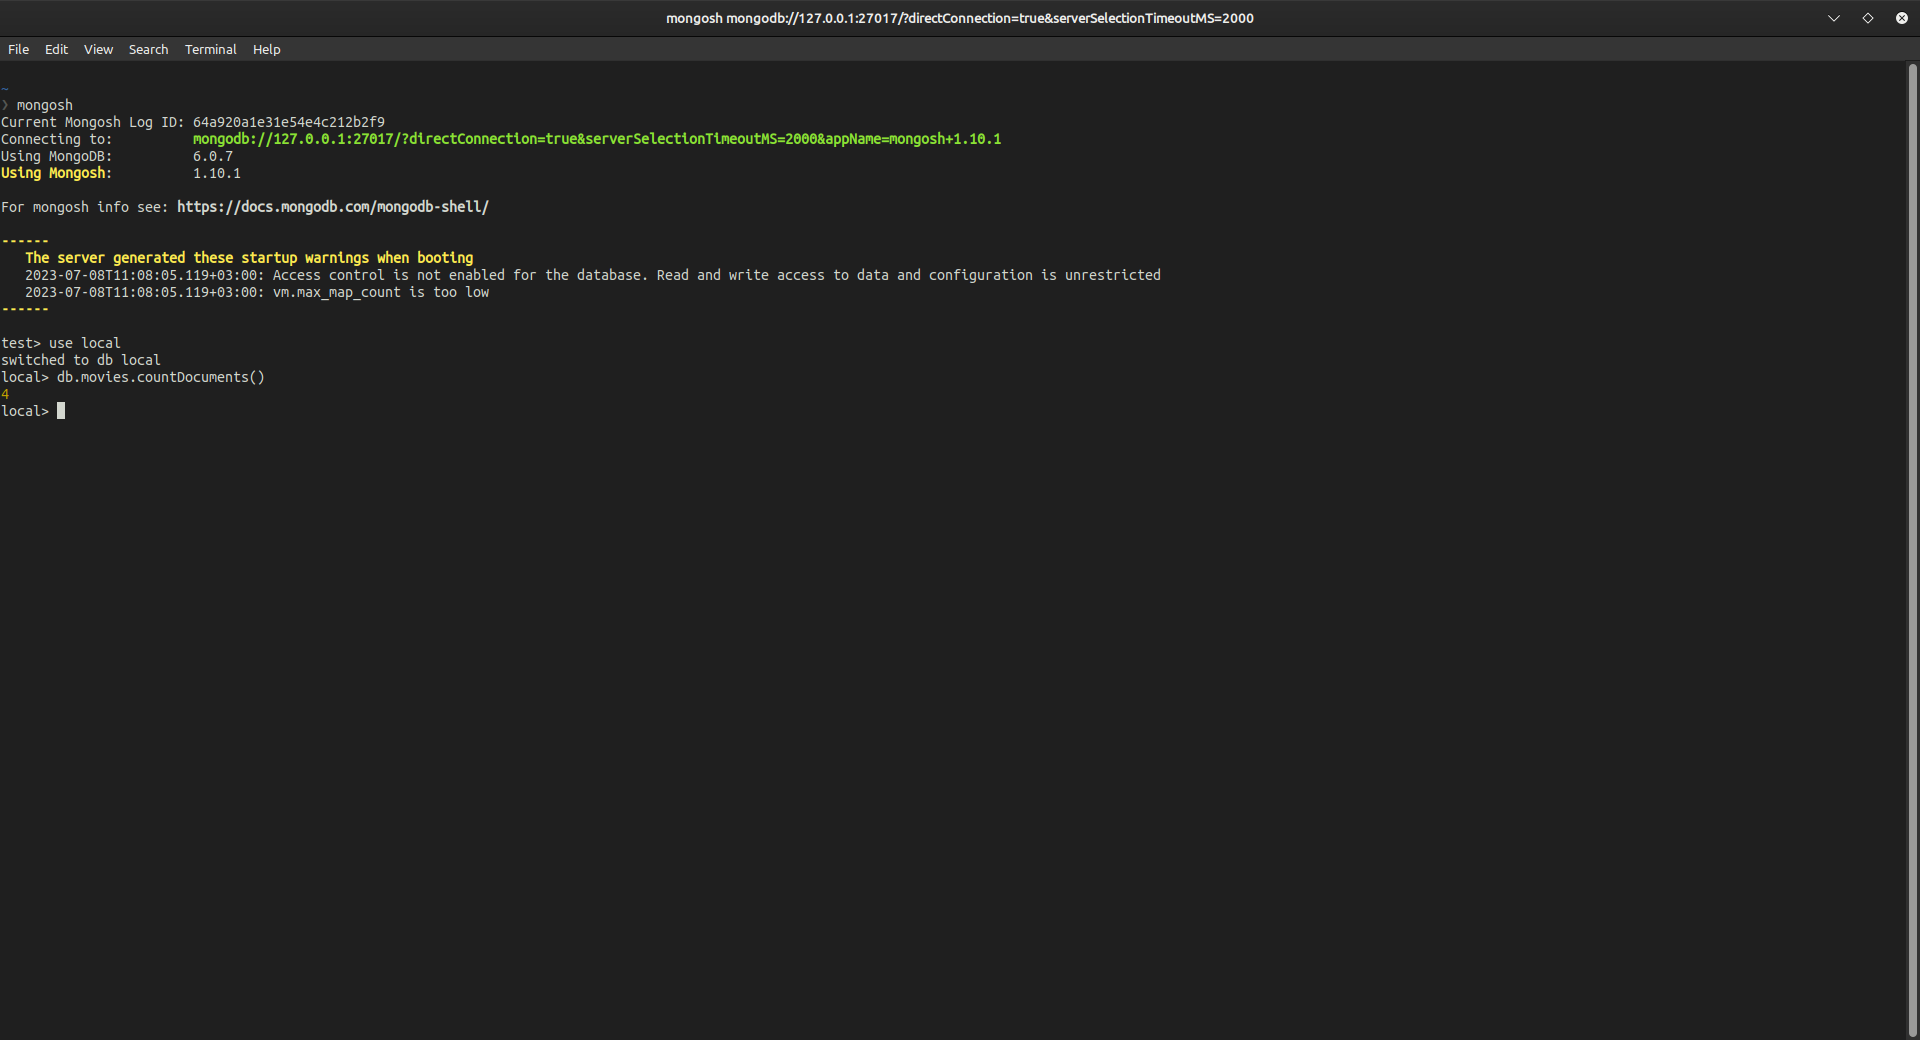 mongosh mongodb://127.0.0.1:27017/?directConnection=true&serverSelectionTimeoutMS=2000
File Edit View Search Terminal Help
~
❯ mongosh
Current Mongosh Log ID: 64a920a1e31e54e4c212b2f9
Connecting to: mongodb://127.0.0.1:27017/?directConnection=true&serverSelectionTimeoutMS=2000&appName=mongosh+1.10.1
Using MongoDB: 6.0.7
Using Mongosh: 1.10.1
For mongosh info see: https://docs.mongodb.com/mongodb-shell/
------
The server generated these startup warnings when booting
2023-07-08T11:08:05.119+03:00: Access control is not enabled for the database. Read and write access to data and configuration is unrestricted
2023-07-08T11:08:05.119+03:00: vm.max_map_count is too low
------
test> use local
switched to db local
local> db.movies.countDocuments()
4
local>